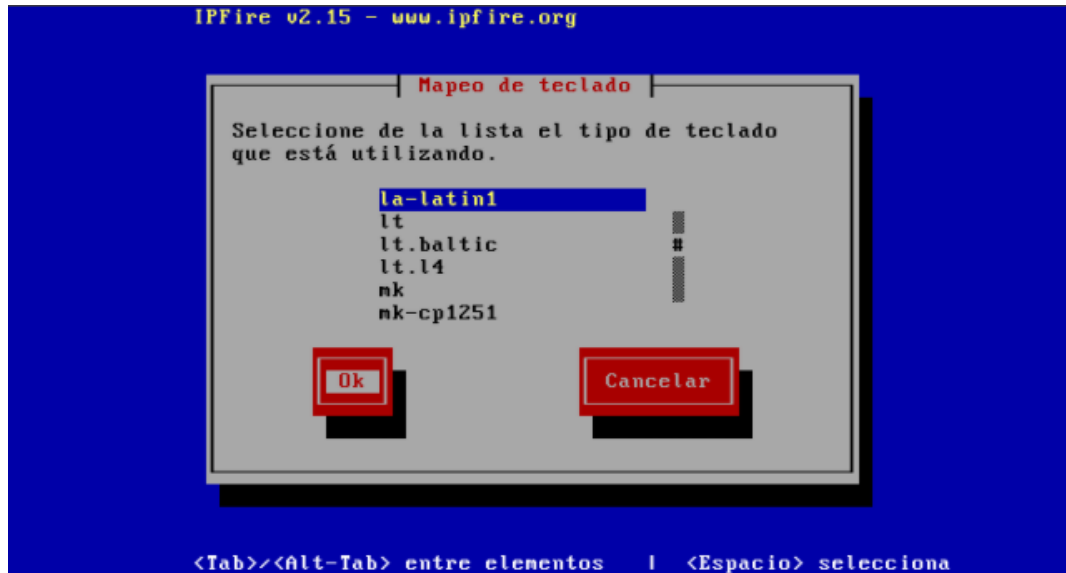 IPFire v2.15 - www.ipfire.org
Mapeo de teclado
Seleccione de la lista el tipo de teclado
que está utilizando.
la-latin1
lt
lt.baltic
#
lt.l4
mk
mk-cp1251
Ok
Cancelar
<Tab>/<Alt-Tab> entre elementos | <Espacio> selecciona